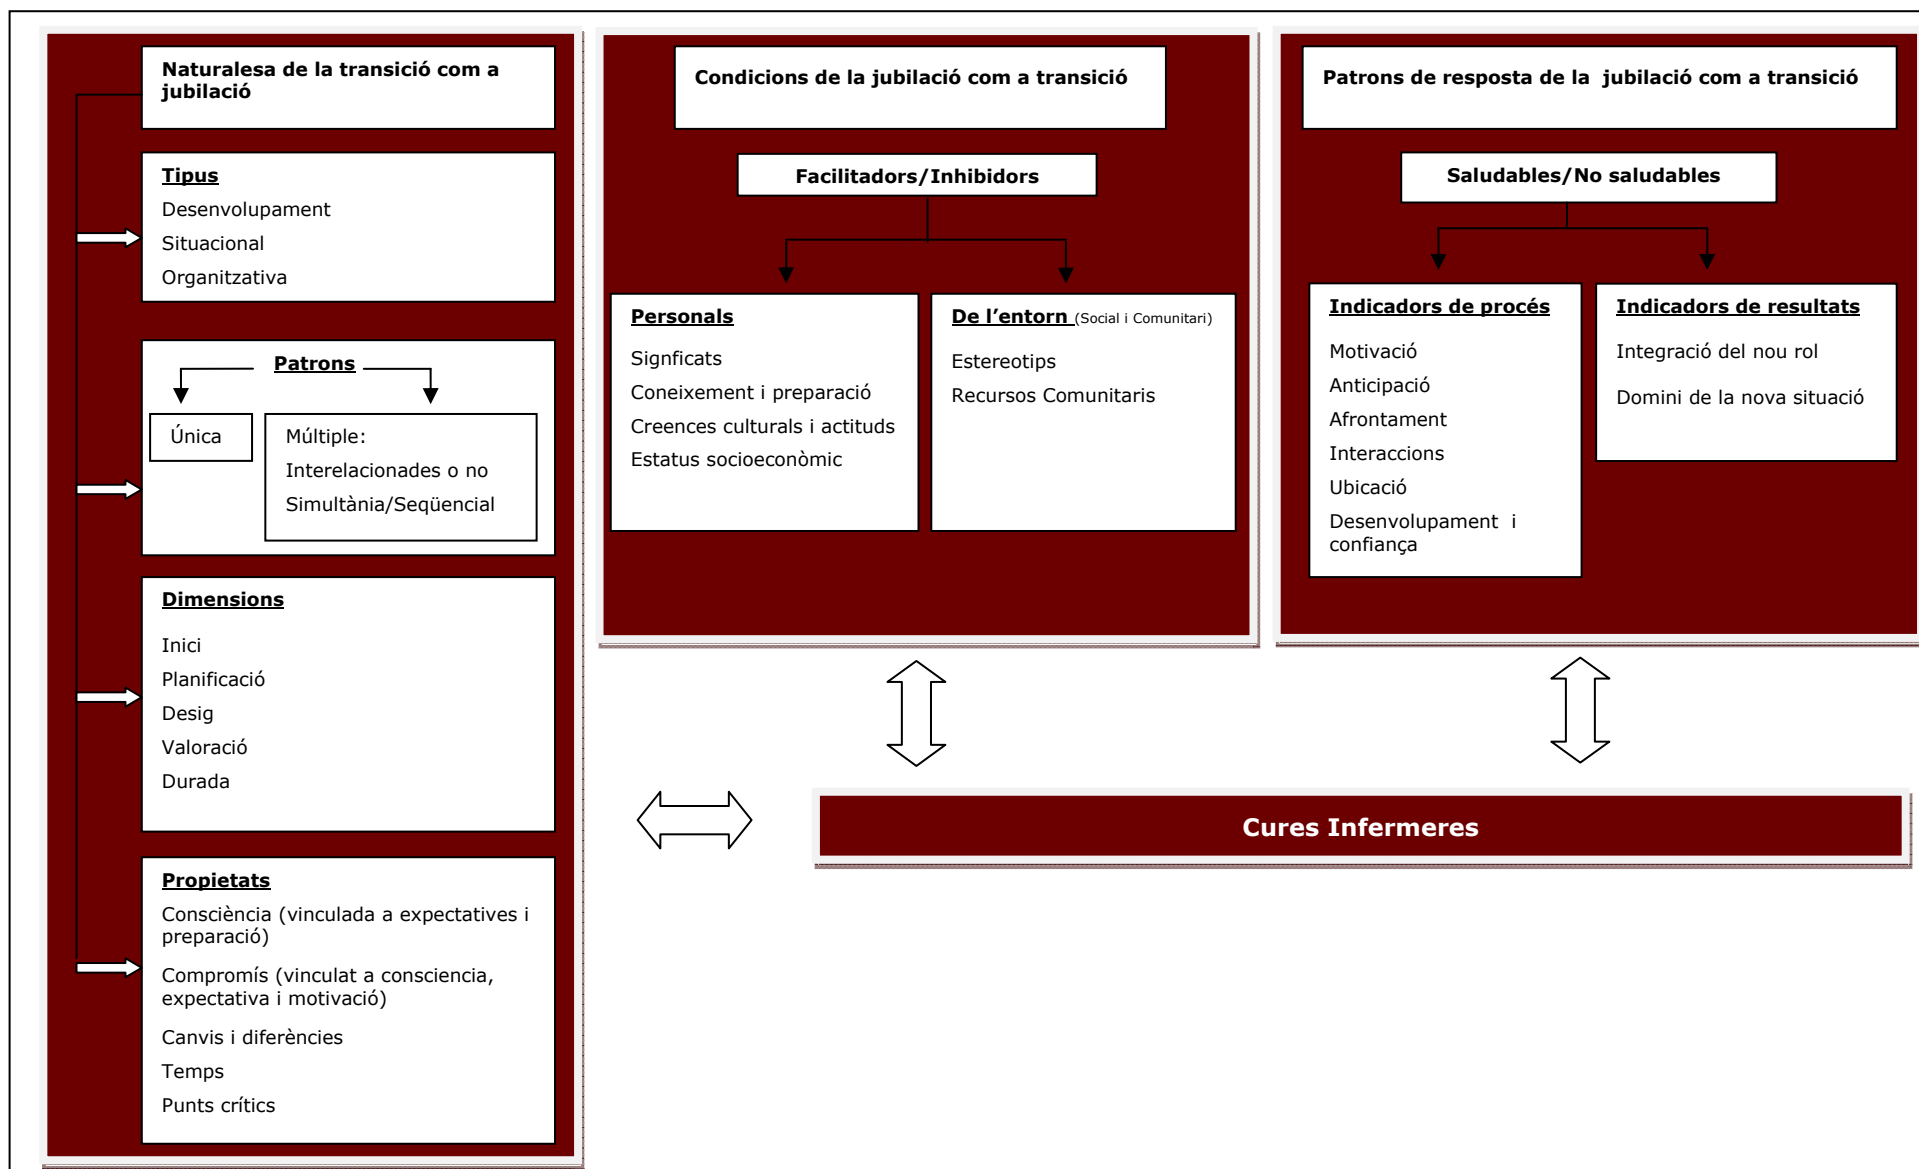 Naturalesa de la transició com a
jubilació
Tipus
Desenvolupament
Situacional
Organitzativa
Patrons
Única
Múltiple:
Interelacionades o no
Simultània/Seqüencial
Dimensions
Inici
Planificació
Desig
Valoració
Durada
Propietats
Consciència (vinculada a expectatives i
preparació)
Compromís (vinculat a consciencia,
expectativa i motivació)
Canvis i diferències
Temps
Punts crítics
Condicions de la jubilació com a transició
Facilitadors/Inhibidors
Personals
Signficats
Coneixement i preparació
Creences culturals i actituds
Estatus socioeconòmic
De l’entorn (Social i Comunitari)
Estereotips
Recursos Comunitaris
Patrons de resposta de la jubilació com a transició
Saludables/No saludables
Indicadors de procés
Motivació
Anticipació
Afrontament
Interaccions
Ubicació
Desenvolupament i
confiança
Indicadors de resultats
Integració del nou rol
Domini de la nova situació
Cures Infermeres